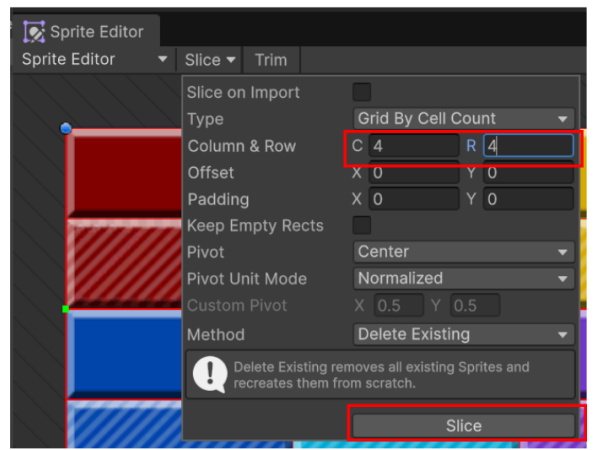 Sprite Editor
Sprite Editor Slice Trim
Slice on Import
Type Grid By Cell Count
Column & Row C 4 R 4
Offset X 0 Y 0
Padding X 0 Y 0
Keep Empty Rects
Pivot Center
Pivot Unit Mode Normalized
Custom Pivot X 0.5 Y 0.5
Method Delete Existing
Delete Existing removes all existing Sprites and
recreates them from scratch.
Slice